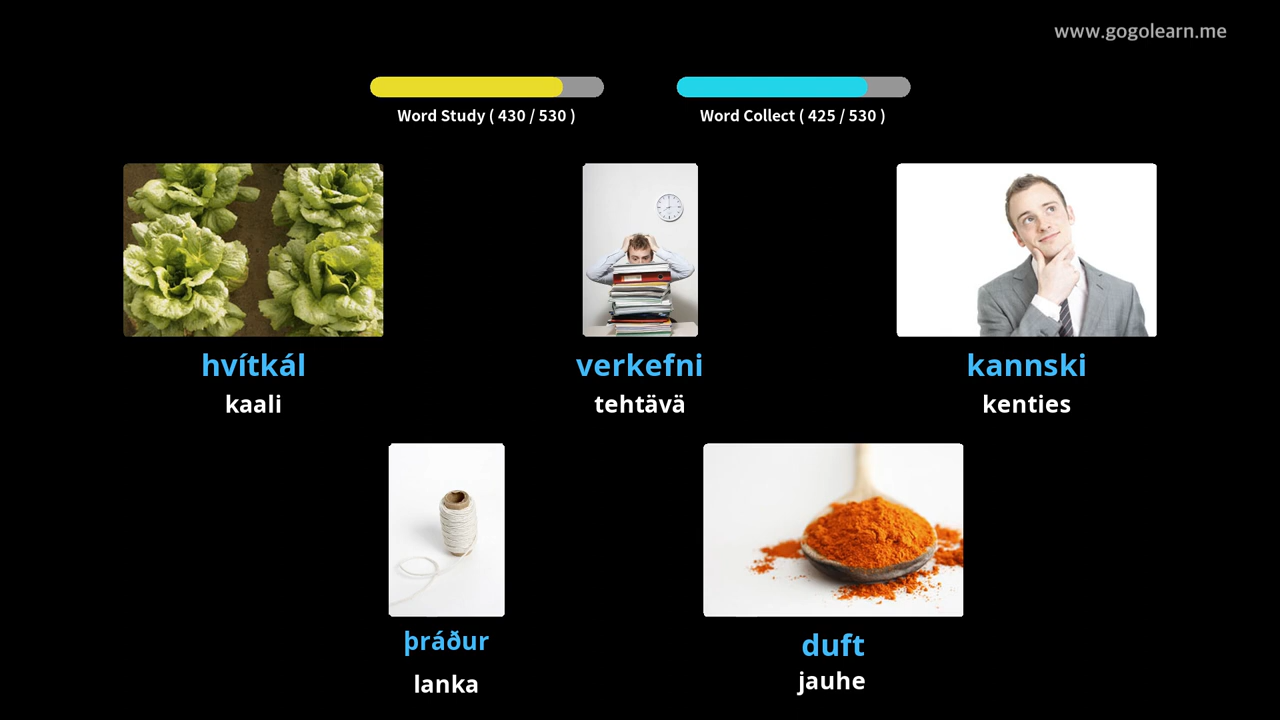 www.gogolearn.me
Word Study ( 430 / 530 )
Word Collect ( 425 / 530 )
hvítkál
kaali
verkefni
tehtävä
kannski
kenties
þráður
lanka
duft
jauhe